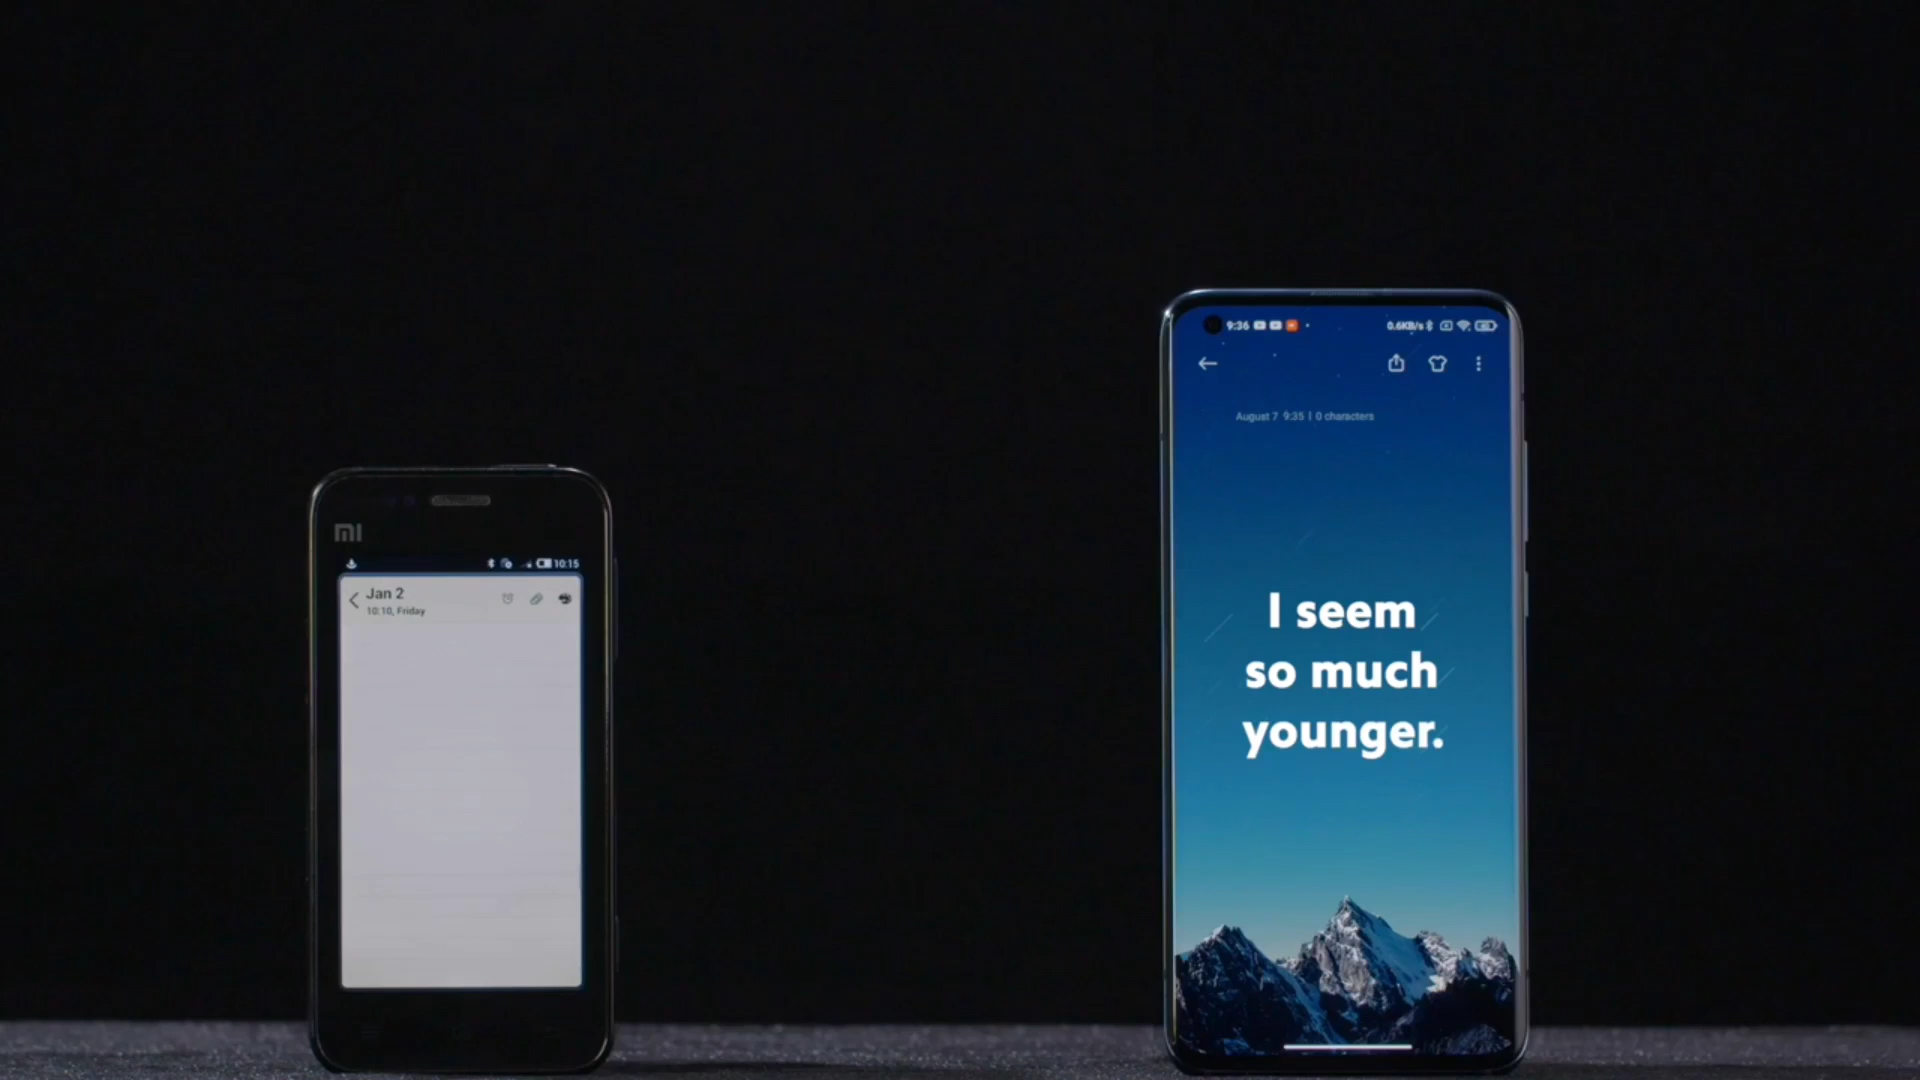 MI
10:15
Jan 2
10:10, Friday
9:36
0.6KB/s
August 7 9:35 | 0 characters
I seem
so much
younger.